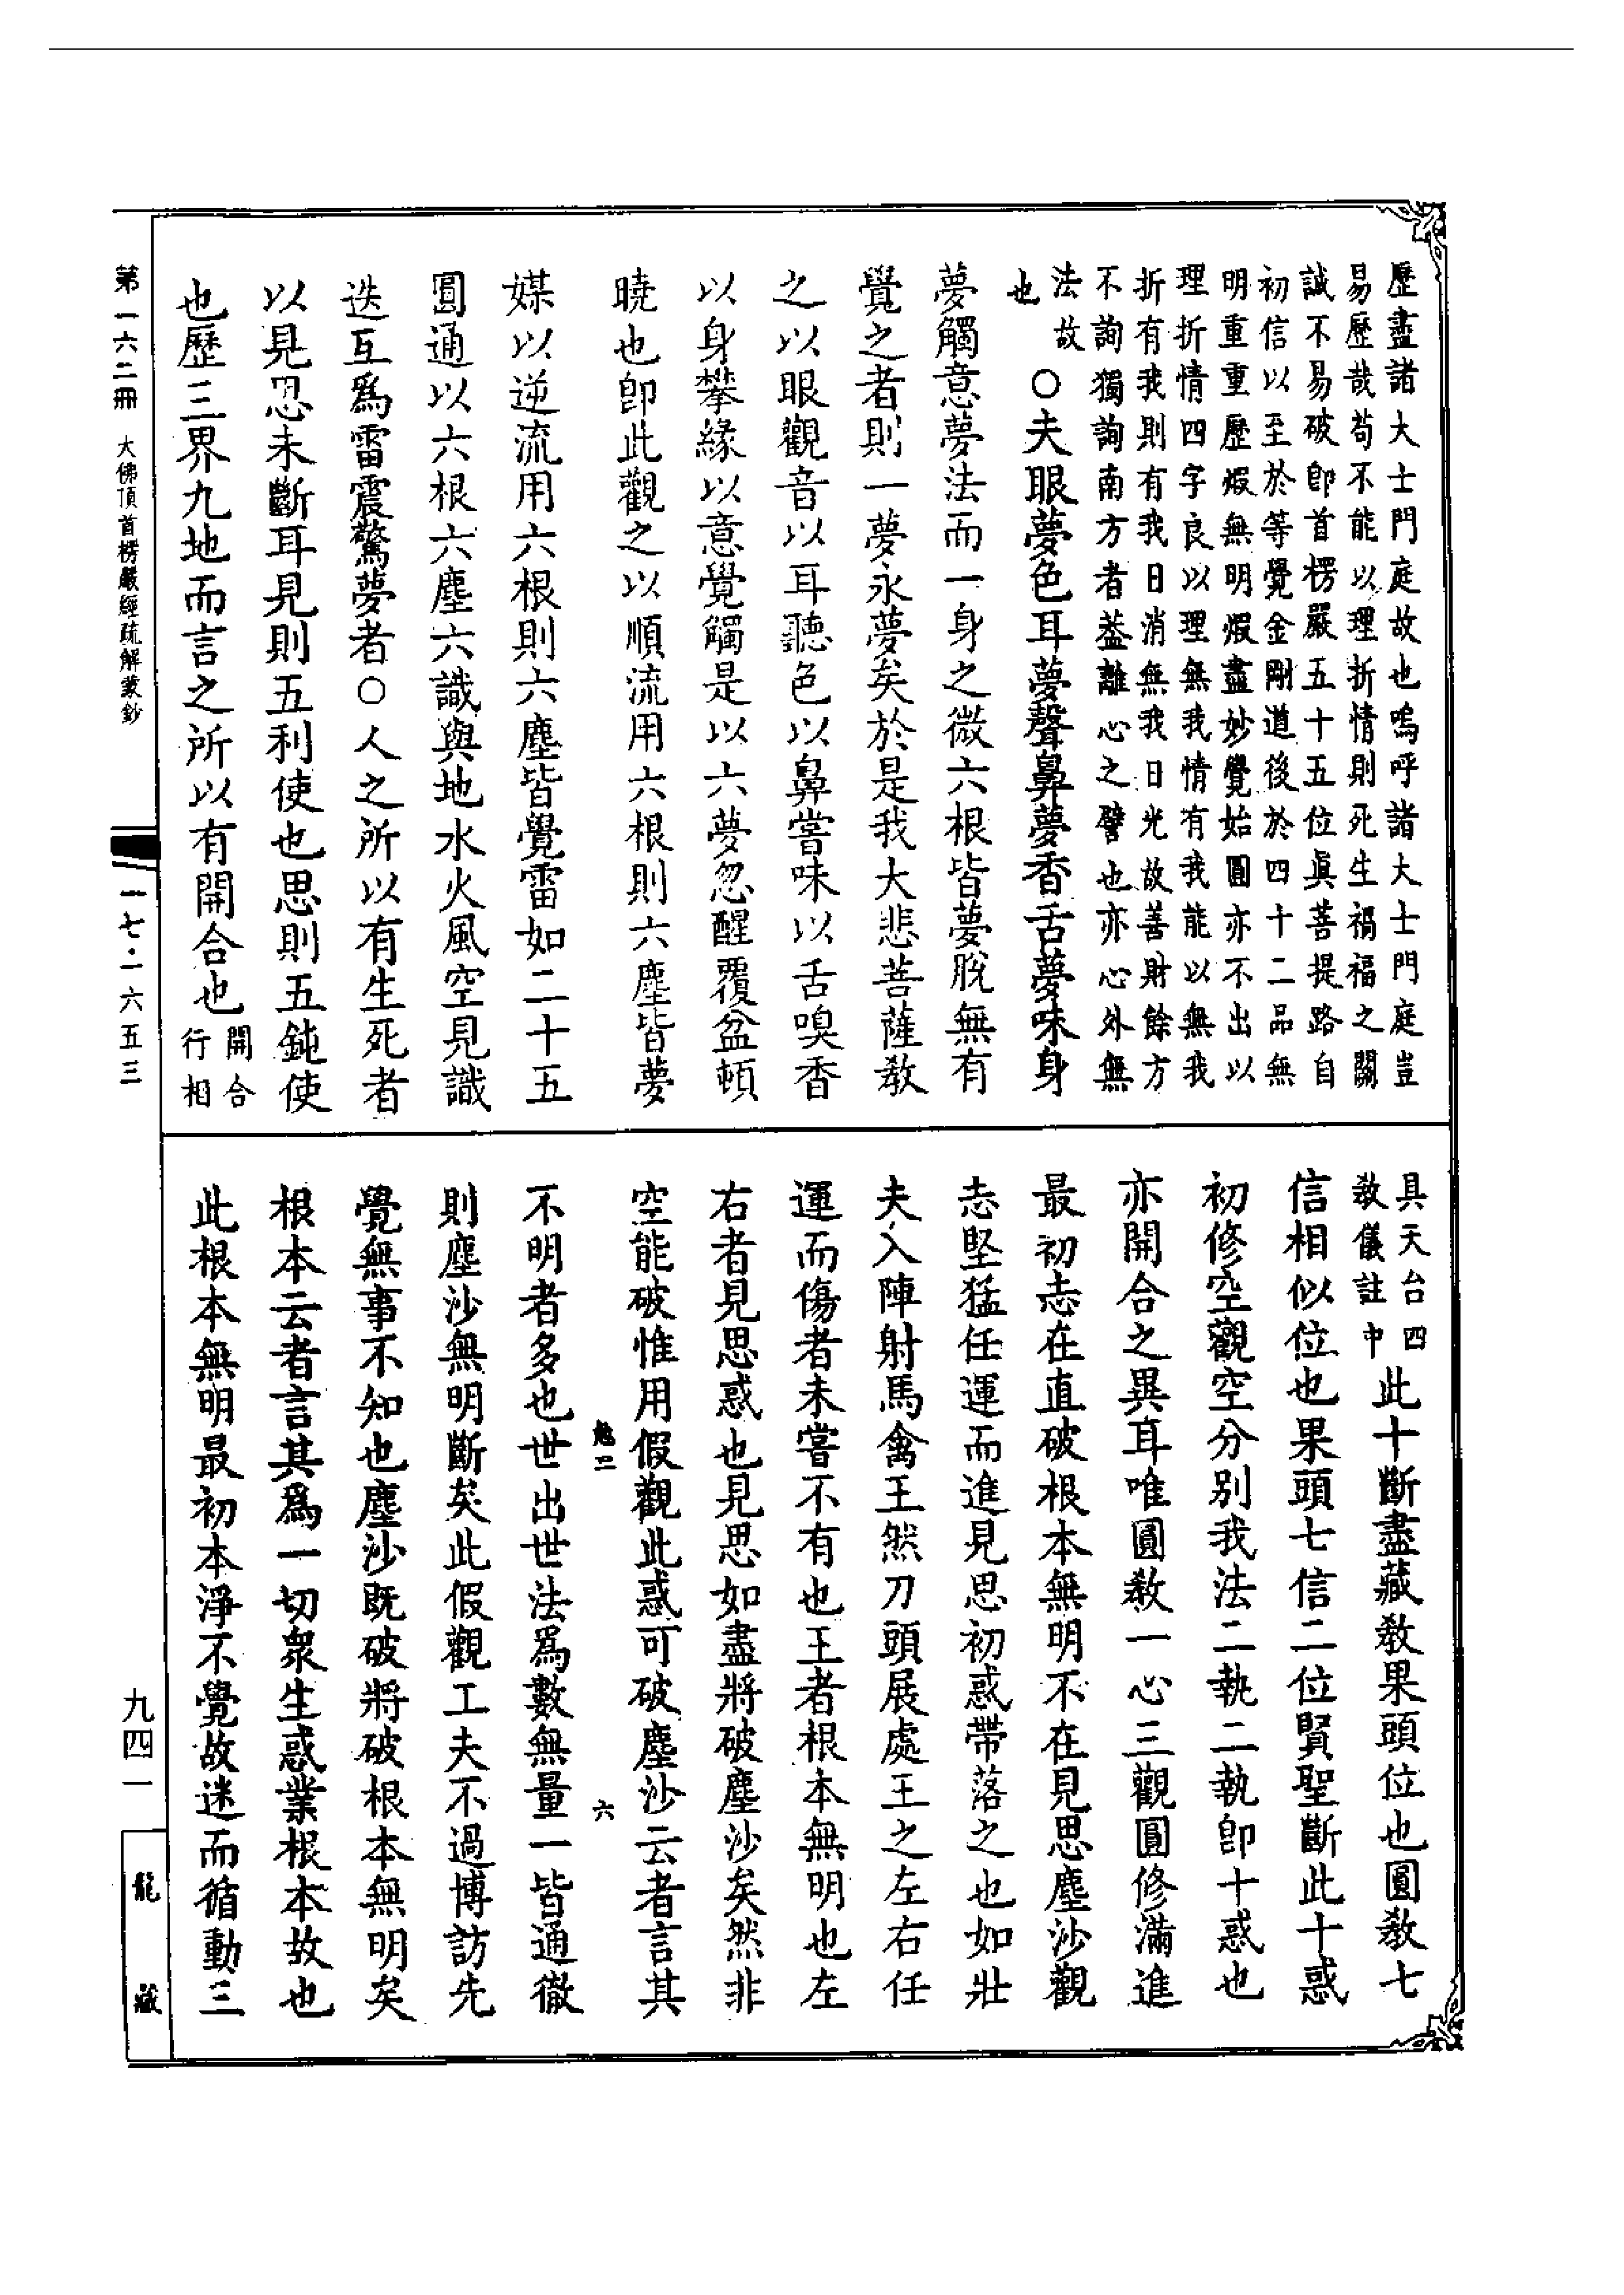 歷盡諸大士門庭故也嗚呼諸大士門庭豈
易歷哉苟不能以理折情則死生禍福之關
誠不易破卽首楞嚴五十五位眞菩提路自
初信以至於等覺金剛道後於四十二品無
明重重歷煆無明煆盡妙覺始圓亦不出以
理折情四字良以理無我情有我能以無我
折有我則有我日消無我日光故善財餘方
不詢獨詢南方者葢離心之譬也亦心外無
法故
也
○夫眼夢色耳夢聲鼻夢香舌夢味身
夢觸意夢法而一身之微六根皆夢脫無有
覺之者則一夢永夢矣於是我大悲菩薩敎
之以眼觀音以耳聽色以鼻嘗味以舌嗅香
以身攀緣以意覺觸是以六夢忽醒覆盆頓
曉也卽此觀之以順流用六根則六塵皆夢
媒以逆流用六根則六塵皆覺雷如二十五
圓通以六根六塵六識與地水火風空見識
迭互爲雷震驚夢者○人之所以有生死者
以見思未斷耳見則五利使也思則五鈍使
也歷三界九地而言之所以有開合也
開合
行相
具天台四
敎儀註中
此十斷盡藏敎果頭位也圓敎七
信相似位也果頭七信二位賢聖斷此十惑
初修空觀空分別我法二執二執卽十惑也
亦開合之異耳唯圓敎一心三觀圓修滿進
最初志在直破根本無明不在見思塵沙觀
志堅猛任運而進見思初惑帶落之也如壯
夫入陣射馬禽王然刀頭展處王之左右任
運而傷者未嘗不有也王者根本無明也左
右者見思惑也見思如盡將破塵沙矣然非
空能破惟用假觀此惑可破塵沙云者言其
不明者多也世出世法爲數無量一皆通徹
則塵沙無明斷矣此假觀工夫不過博訪先
覺無事不知也塵沙既破將破根本無明矣
根本云者言其爲一切衆生惑業根本故也
此根本無明最初本淨不覺故迷而循動三
二
六
第一六二冊 大佛頂首楞嚴經疏解蒙鈔
一七·一六五三
九四一
龍藏